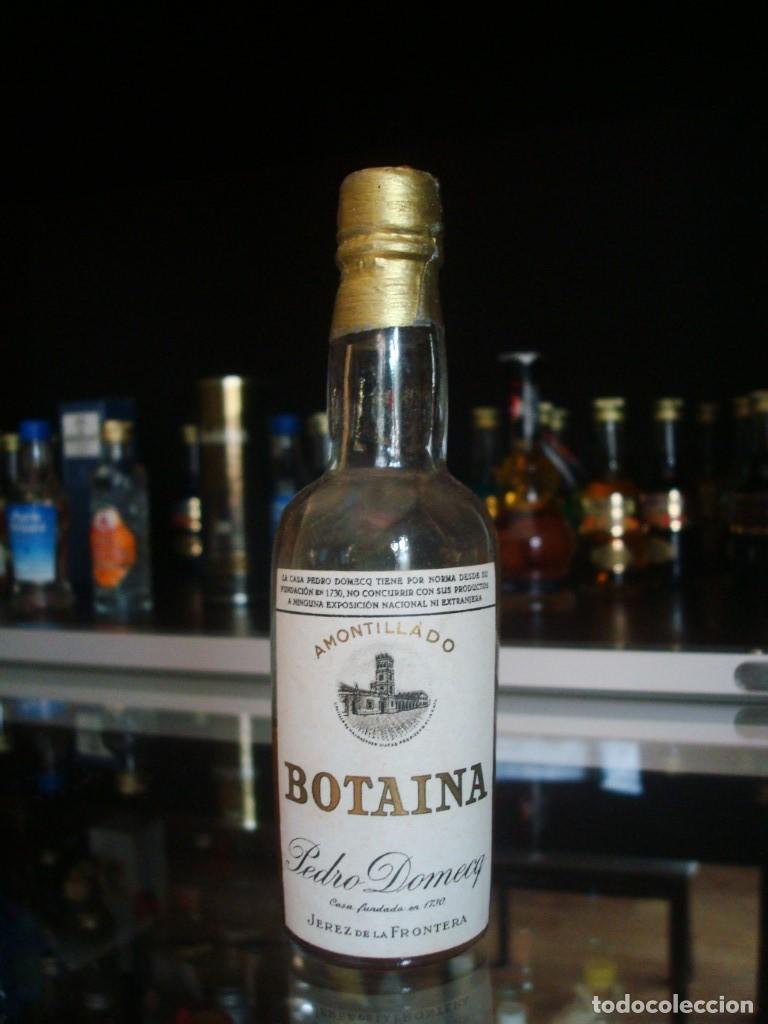 LA CASA PEDRO DOMECQ TIENE POR NORMA DESDE SU
FUNDACIÓN EN 1730, NO CONCURRIR CON SUS PRODUCTOS
A NINGUNA EXPOSICIÓN NACIONAL NI EXTRANJERA
AMONTILLADO
BOTAINA
Pedro Domecq
Casa fundada en 1730
JEREZ DE LA FRONTERA
todocoleccion